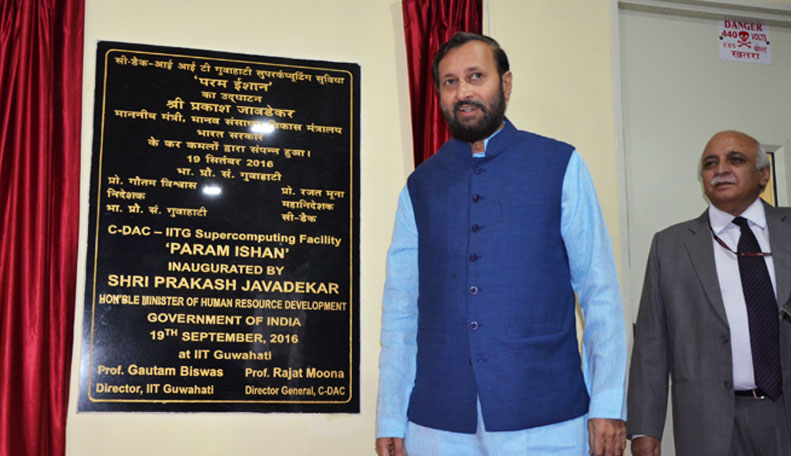 सी-डैक-आई आई टी गुवाहाटी सुपरकंप्यूटिंग सुविधा
'परम ईशान'
का उद्घाटन
श्री प्रकाश जावडेकर
माननीय मंत्री, मानव संसाधन विकास मंत्रालय
भारत सरकार
के कर कमलों द्वारा संपन्न हुआ।
19 सितंबर 2016
भा. प्रौ. सं. गुवाहाटी
प्रो. गौतम बिश्वास प्रो. रजत मूना
निदेशक महानिदेशक
भा. प्रौ. सं. गुवाहाटी सी-डैक
C-DAC – IITG Supercomputing Facility
'PARAM ISHAN'
INAUGURATED BY
SHRI PRAKASH JAVADEKAR
HON'BLE MINISTER OF HUMAN RESOURCE DEVELOPMENT
GOVERNMENT OF INDIA
19TH SEPTEMBER, 2016
at IIT Guwahati
Prof. Gautam Biswas Prof. Rajat Moona
Director, IIT Guwahati Director General, C-DAC
DANGER
440 VOLTS
४४० वोल्ट
खतरा